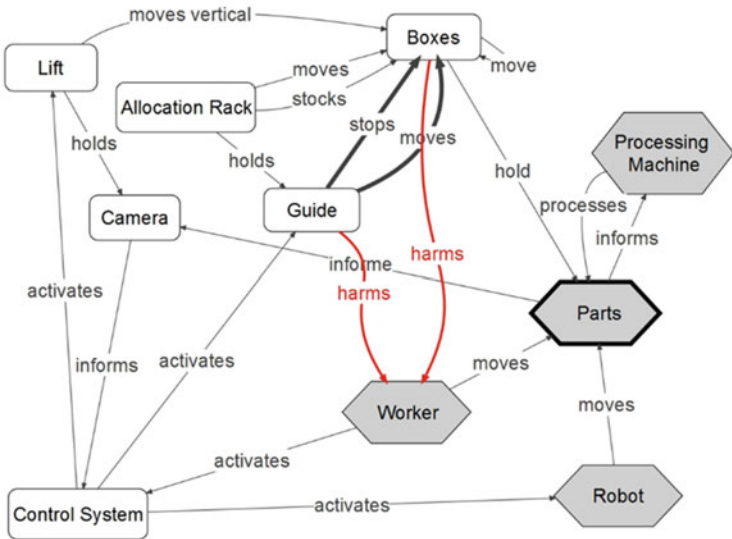 moves vertical
Boxes
move
Lift
moves
Allocation Rack
stocks
stops
moves
Processing
Machine
holds
holds
hold
Camera
Guide
processes
informs
harms
informe
activates
harms
Parts
informs
activates
moves
Worker
moves
activates
Control System
activates
Robot